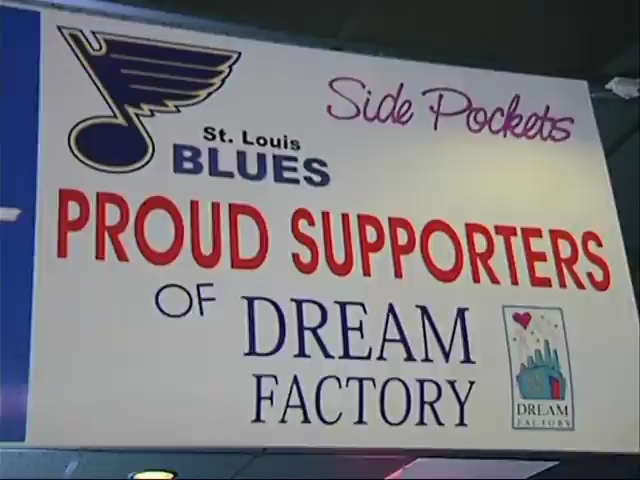 St. Louis
BLUES
Side Pockets
PROUD SUPPORTERS
OF DREAM
FACTORY
DREAM
FACTORY